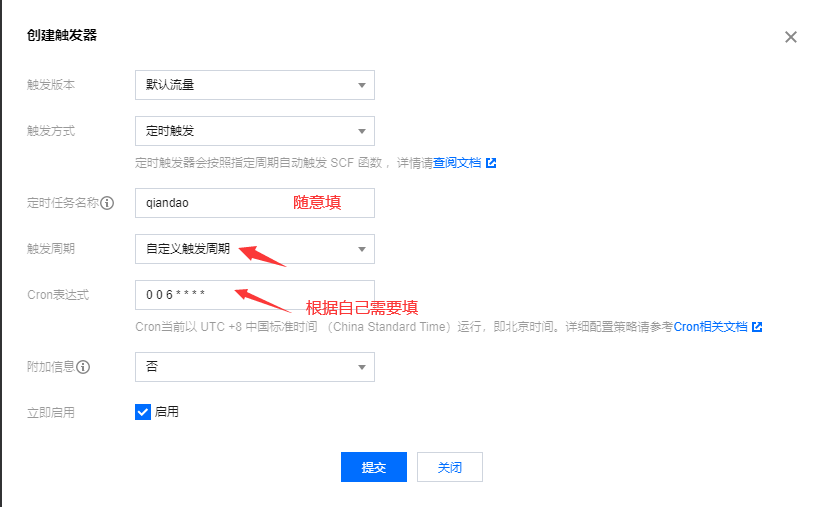 创建触发器
触发版本 默认流量
触发方式 定时触发
定时触发器会按照指定周期自动触发 SCF 函数，详情请查阅文档
定时任务名称 qiandao 随意填
触发周期 自定义触发周期
Cron表达式 0 0 6 * * * * 根据自己需要填
Cron当前以 UTC +8 中国标准时间 （China Standard Time）运行，即北京时间。详细配置策略请参考Cron相关文档
附加信息 否
立即启用 启用
提交 关闭